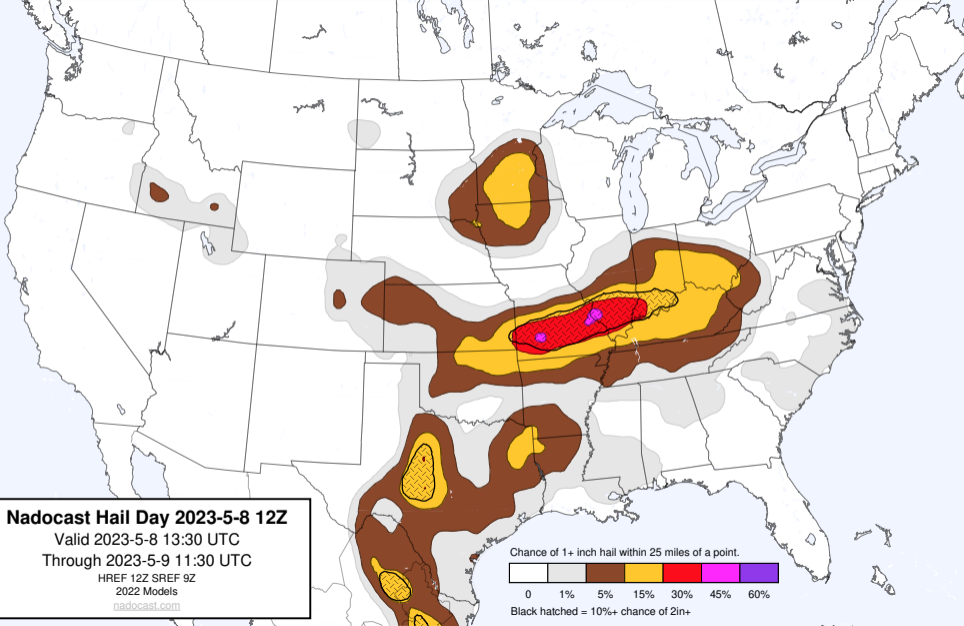 Nadocast Hail Day 2023-5-8 12Z
Valid 2023-5-8 13:30 UTC
Through 2023-5-9 11:30 UTC
HREF 12Z SREF 9Z
2022 Models
nadocast.com
Chance of 1+ inch hail within 25 miles of a point.
0 1% 5% 15% 30% 45% 60%
Black hatched = 10%+ chance of 2in+